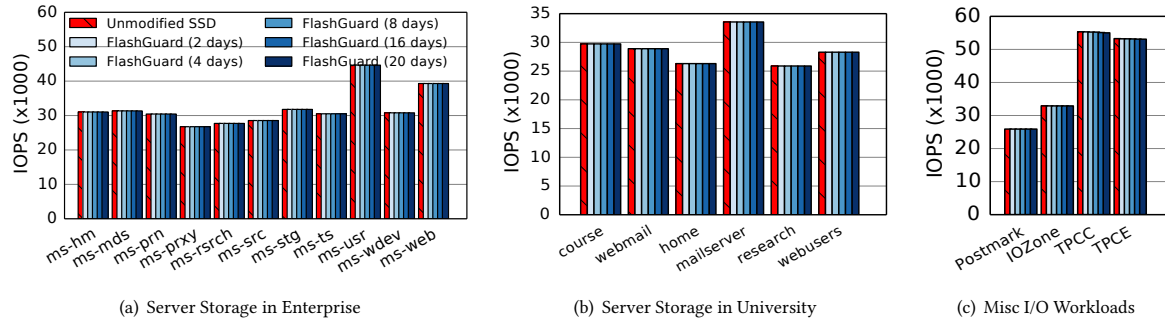 IOPS (x1000)
60
50
40
30
20
10
0
Unmodified SSD
FlashGuard (2 days)
FlashGuard (4 days)
FlashGuard (8 days)
FlashGuard (16 days)
FlashGuard (20 days)
ms-hm
ms-mds
ms-prn
ms-prxy
ms-rsrch
ms-src
ms-stg
ms-ts
ms-usr
ms-wdev
ms-web
(a) Server Storage in Enterprise
IOPS (x1000)
35
30
25
20
15
10
5
0
course
webmail
home
mailserver
research
webusers
(b) Server Storage in University
IOPS (x1000)
60
50
40
30
20
10
0
Postmark
IOZone
TPCC
TPCE
(c) Misc I/O Workloads